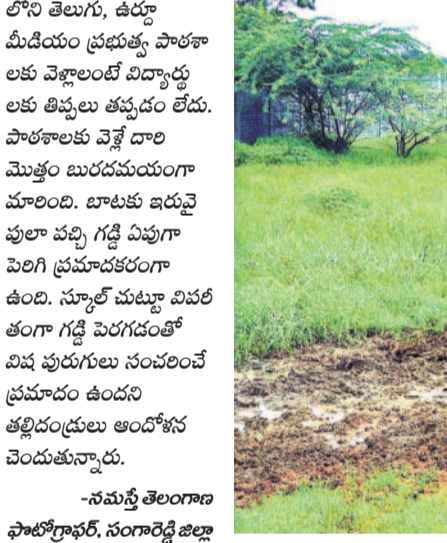 లోని తెలుగు, ఉర్దూ
మీడియం ప్రభుత్వ పాఠశా
లకు వెళ్లాలంటే విద్యార్థు
లకు తిప్పలు తప్పడం లేదు.
పాఠశాలకు వెళ్లే దారి
మొత్తం బురదమయంగా
మారింది. బాటకు ఇరువై
పులా పచ్చి గడ్డి ఏపుగా
పెరిగి ప్రమాదకరంగా
ఉంది. స్కూల్ చుట్టూ విపరీ
తంగా గడ్డి పెరగడంతో
విష పురుగులు సంచరించే
ప్రమాదం ఉందని
తల్లిదండ్రులు ఆందోళన
చెందుతున్నారు.
-నమస్తే తెలంగాణ
ఫొటోగ్రాఫర్, సంగారెడ్డి జిల్లా